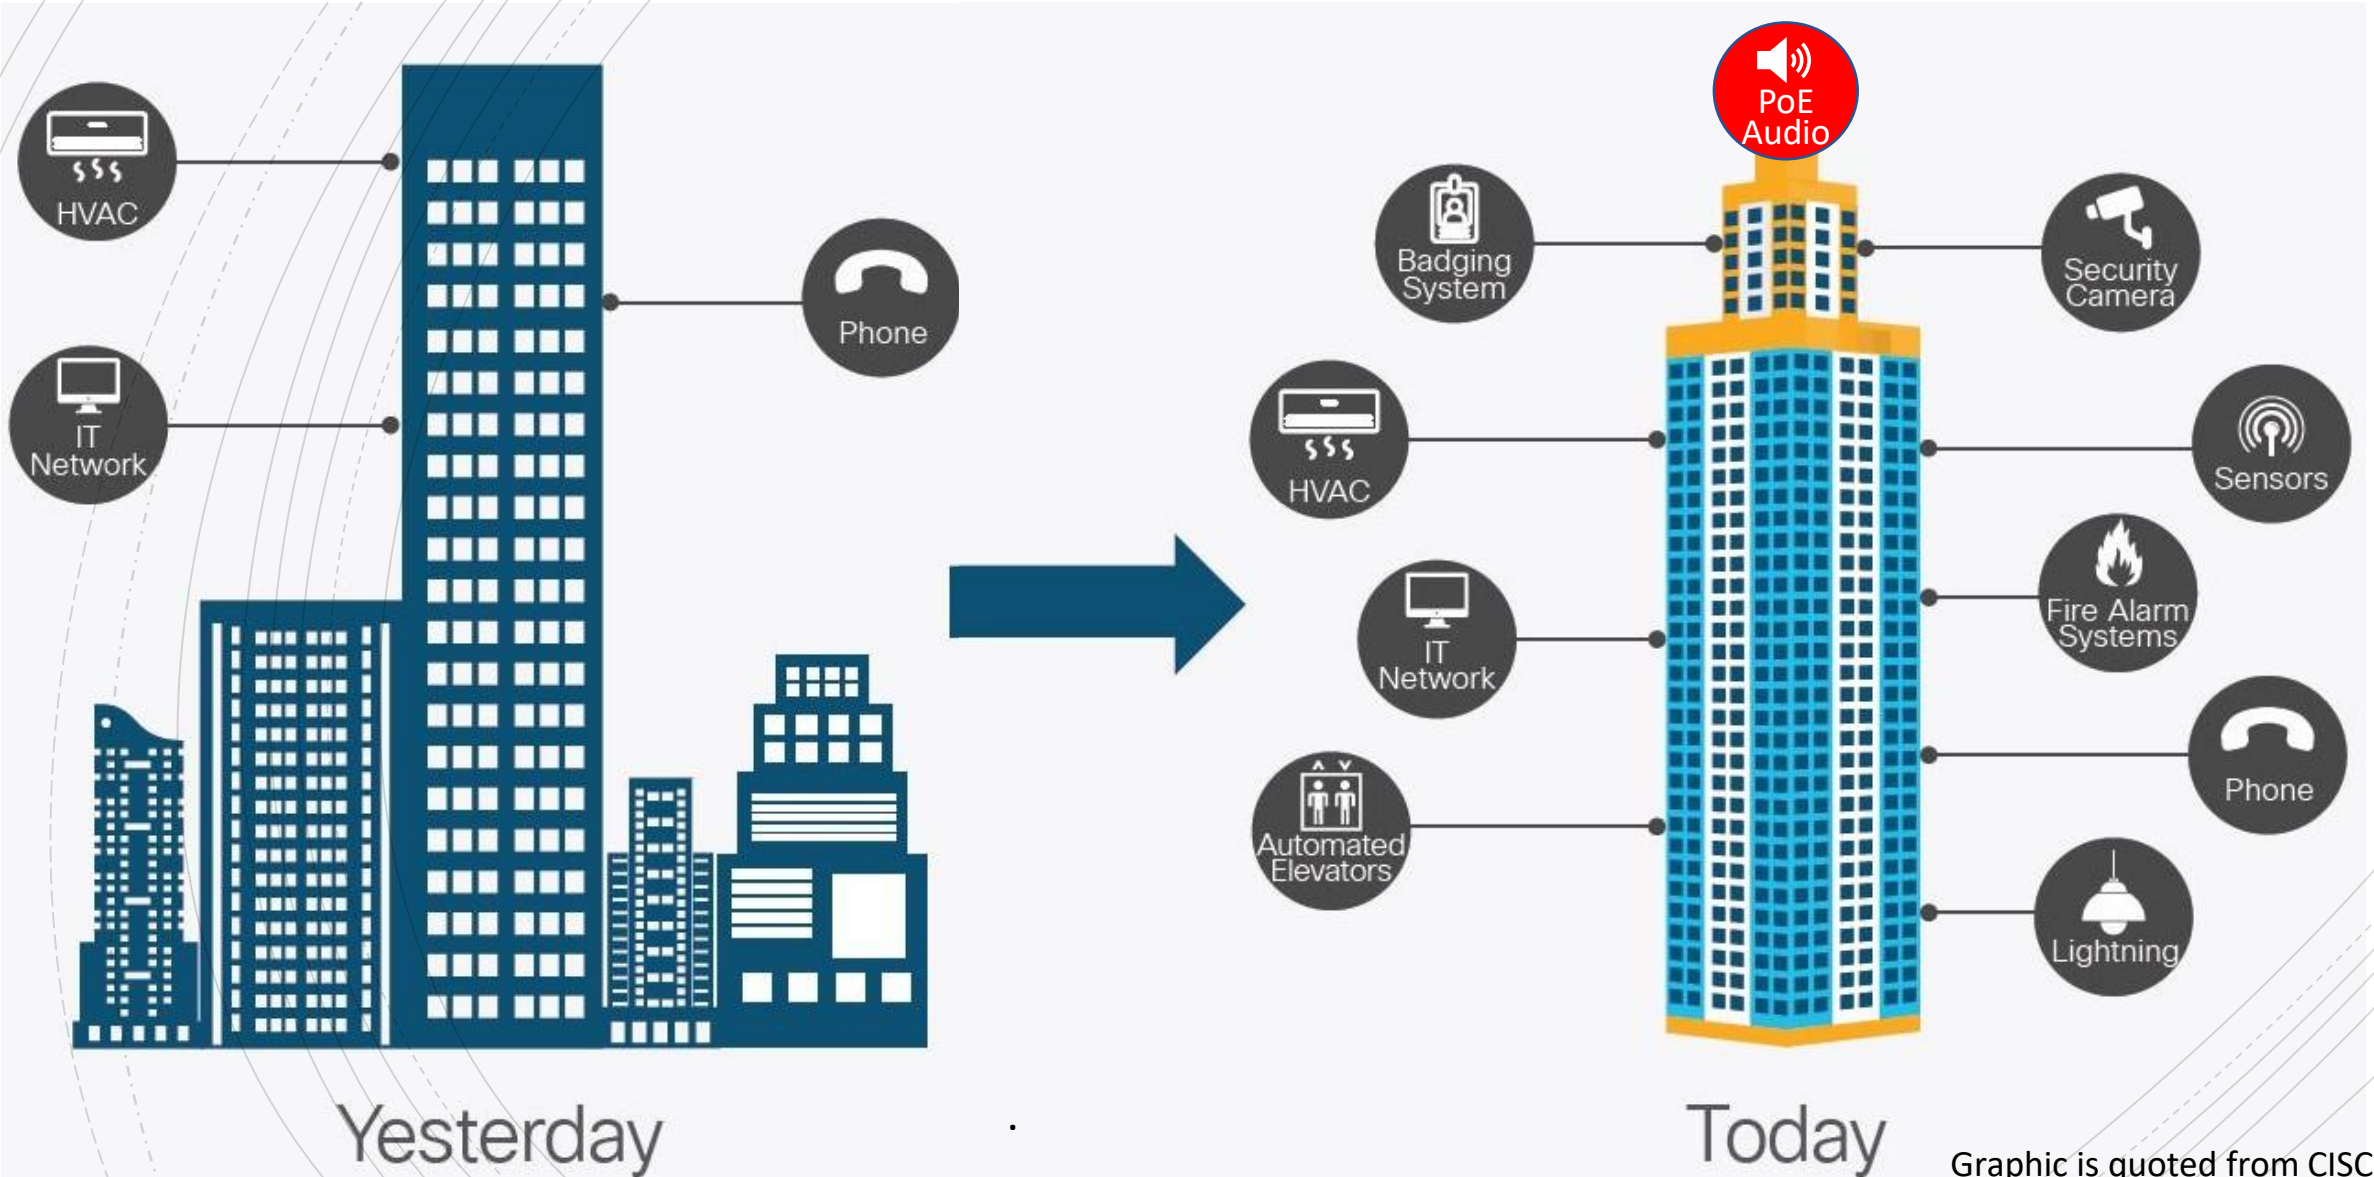 HVAC
IT
Network
Phone
Yesterday
.
PoE
Audio
Badging
System
Security
Camera
HVAC
Sensors
IT
Network
Fire Alarm
Systems
Automated
Elevators
Phone
Lightning
Today
Graphic is quoted from CISC